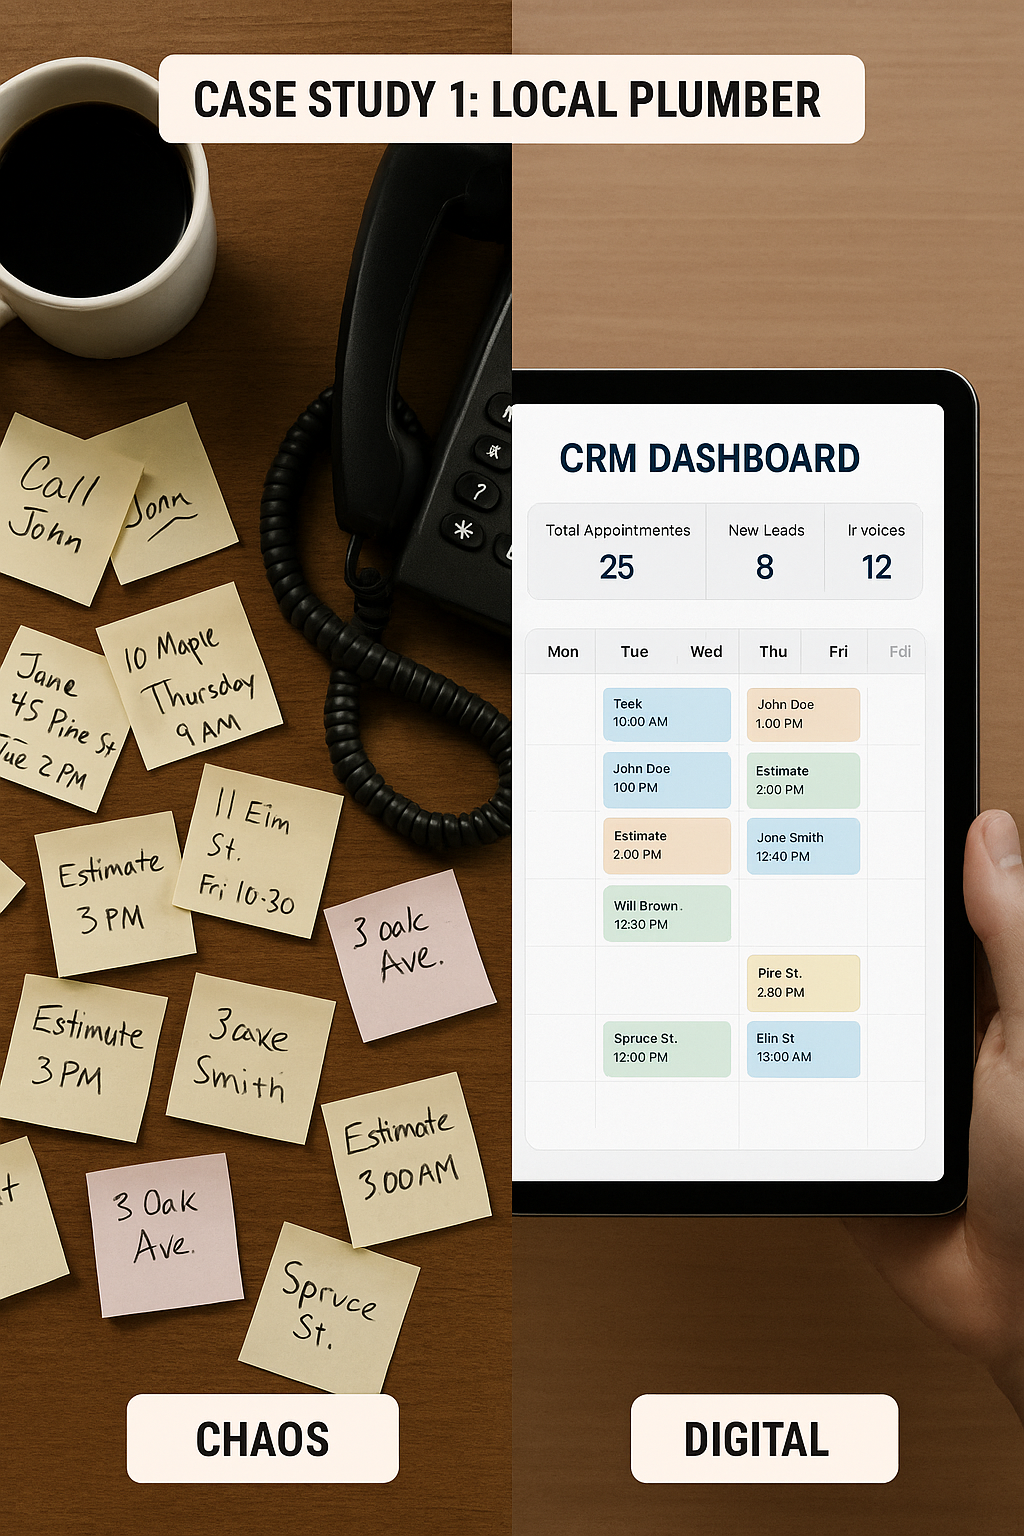 CASE STUDY 1: LOCAL PLUMBER
Call
John
Jonn
Jane
45 Pine St
Tue 2 PM
10 Maple
Thursday
9 AM
11 Eim
St.
Fri 10-30
Estimate
3 PM
3 oak
Ave.
Estimute
3 PM
3cake
Smith
Estimate
3.00 AM
t
3 Oak
Ave.
Spruce
St.
?
*
CHAOS
CRM DASHBOARD
Total Appointmentes
25
New Leads
8
Ir voices
12
Mon Tue Wed Thu Fri Fdi
Teek
10:00 AM
John Doe
1.00 PM
John Doe
100 PM
Estimate
2:00 PM
Estimate
2.00 PM
Jone Smith
12:40 PM
Will Brown.
12:30 PM
Pire St.
2.80 PM
Spruce St.
12:00 PM
Elin St
13:00 AM
DIGITAL